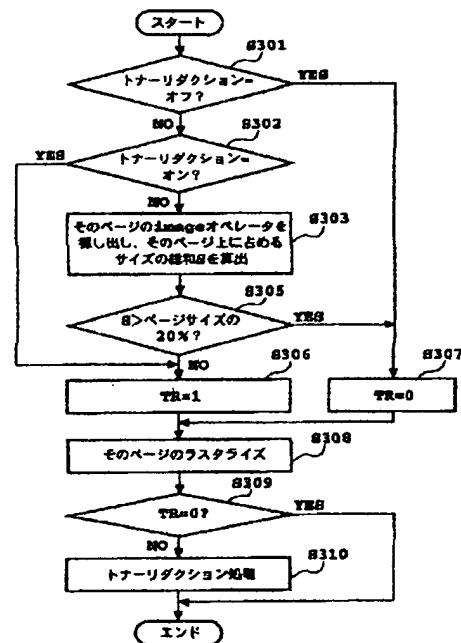 スタート
S301
トナーリダクション=
オフ?
YES
NO
S302
YES
トナーリダクション=
オン?
NO
S303
そのページのimageオペレータを
探し出し、そのページ上に占める
サイズの総和Sを算出
S305
S>ページサイズの
20%?
YES
NO
S306
TR=1
S307
TR=0
S308
そのページのラスタライズ
S309
TR=0?
YES
NO
S310
トナーリダクション処理
エンド